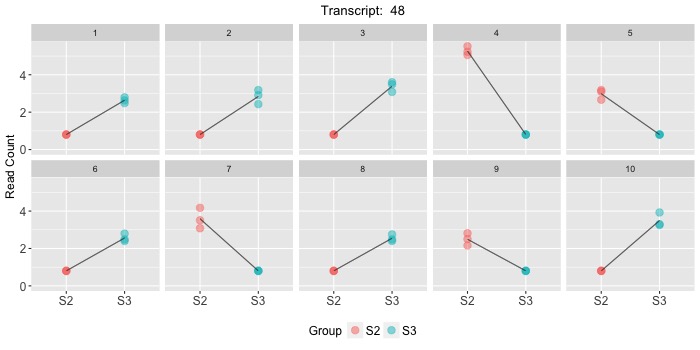 Transcript: 48
1 2 3 4 5
4
2
0
6 7 8 9 10
4
2
0
Read Count
S2 S3 S2 S3 S2 S3 S2 S3 S2 S3
Group S2 S3